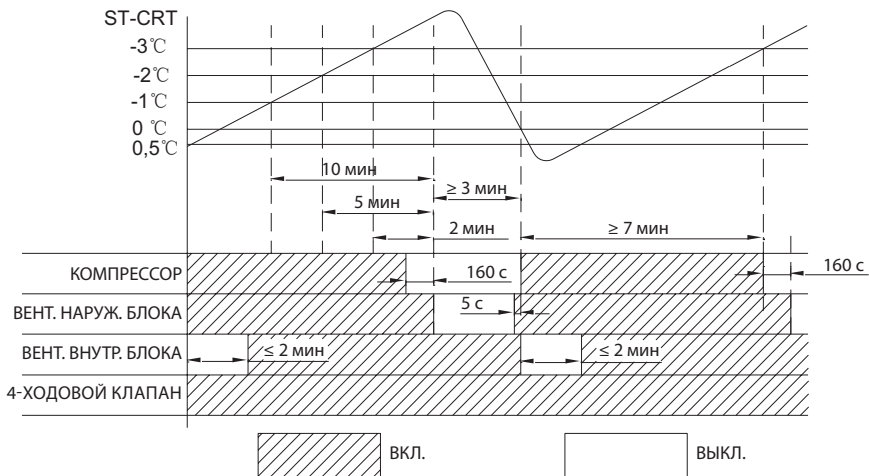 ST-CRT
-3℃
-2℃
-1℃
0 ℃
0,5℃
10 мин
≥ 3 мин
5 мин
2 мин
≥ 7 мин
КОМПРЕССОР
160 с
160 с
ВЕНТ. НАРУЖ. БЛОКА
5 с
ВЕНТ. ВНУТР. БЛОКА
≤ 2 мин
≤ 2 мин
4-ХОДОВОЙ КЛАПАН
ВКЛ.
ВЫКЛ.